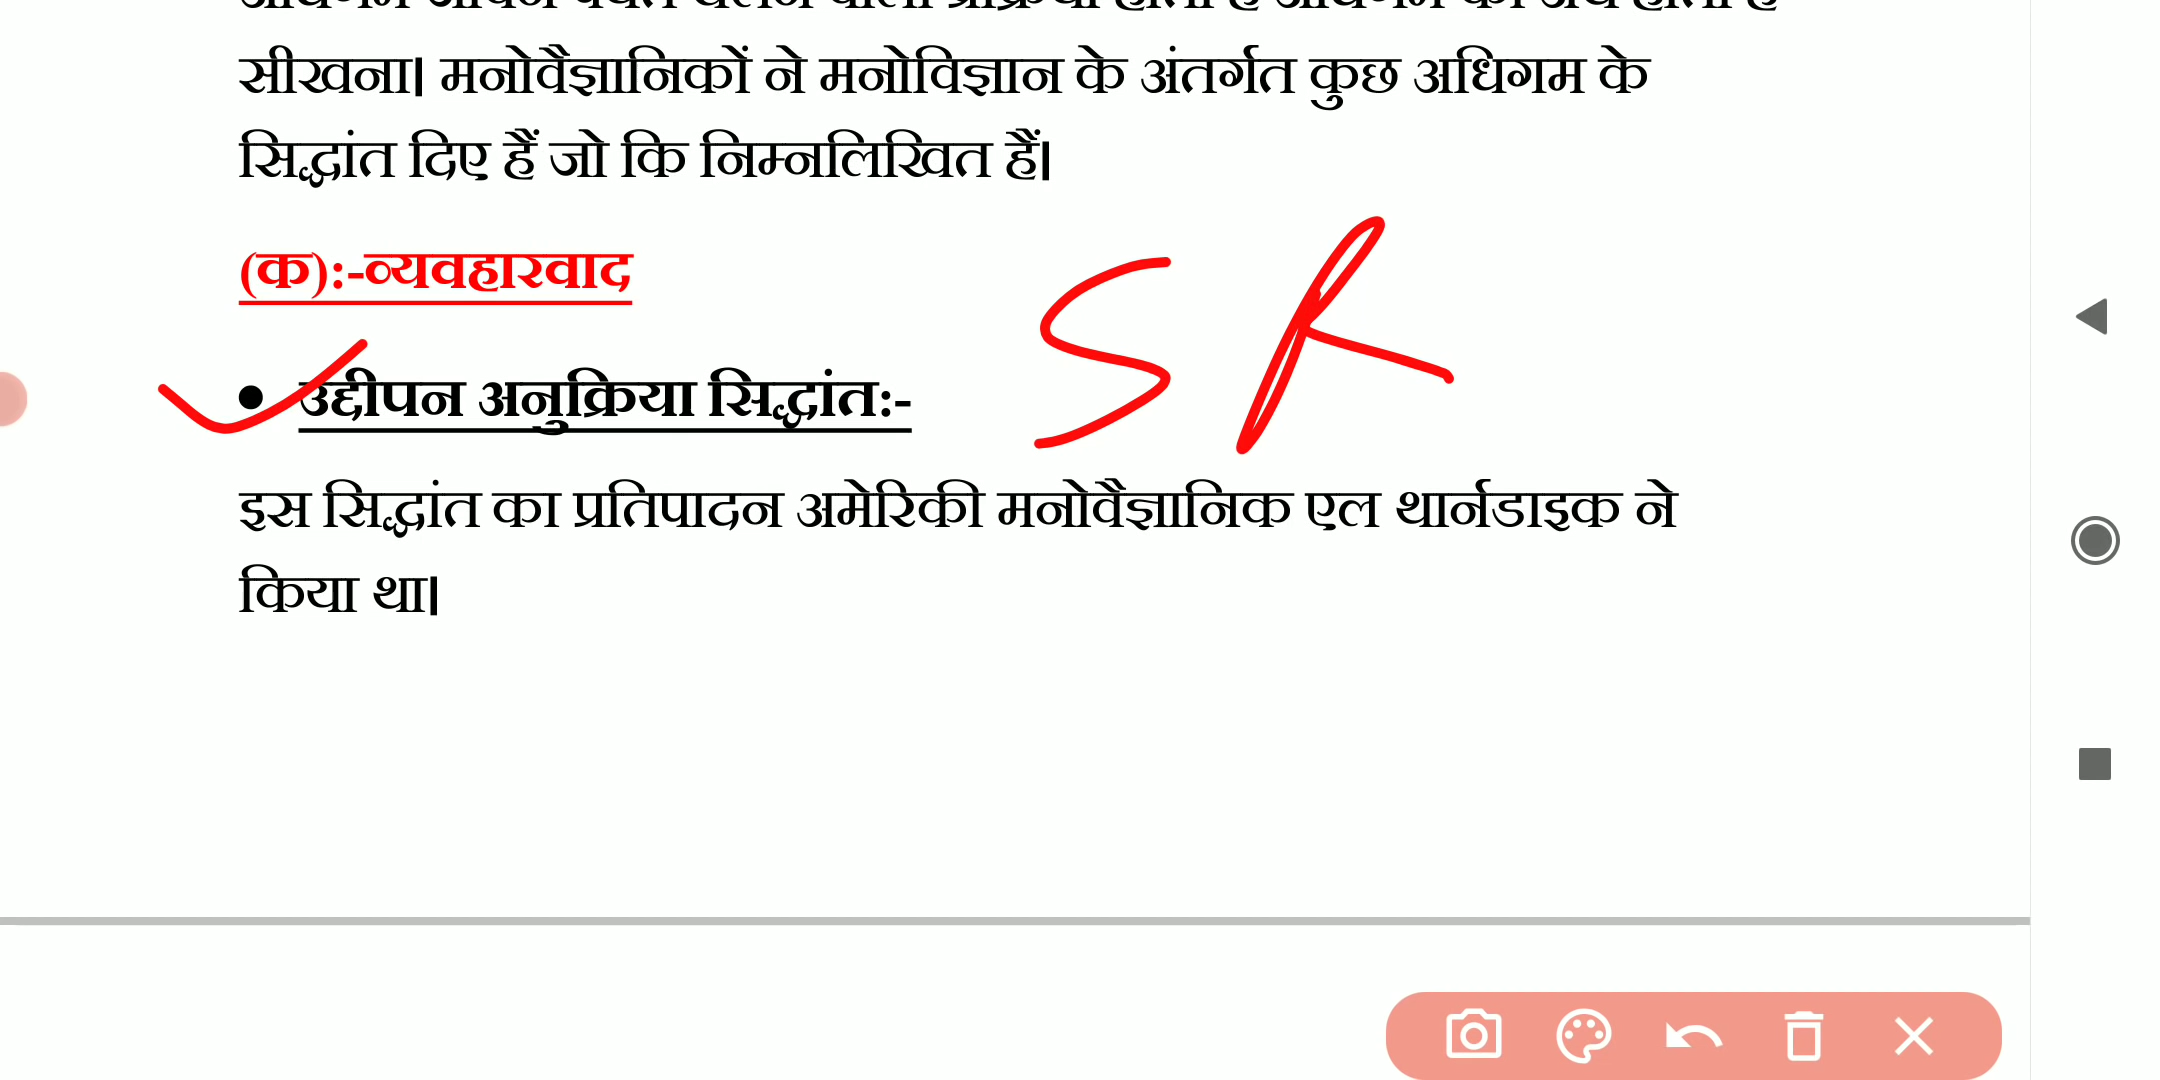 सीखना। मनोवैज्ञानिकों ने मनोविज्ञान के अंतर्गत कुछ अधिगम के
सिद्धांत दिए हैं जो कि निम्नलिखित हैं।
(क):-व्यवहारवाद
• उद्दीपन अनुक्रिया सिद्धांत:-
SR
इस सिद्धांत का प्रतिपादन अमेरिकी मनोवैज्ञानिक एल थार्नडाइक ने
किया था।